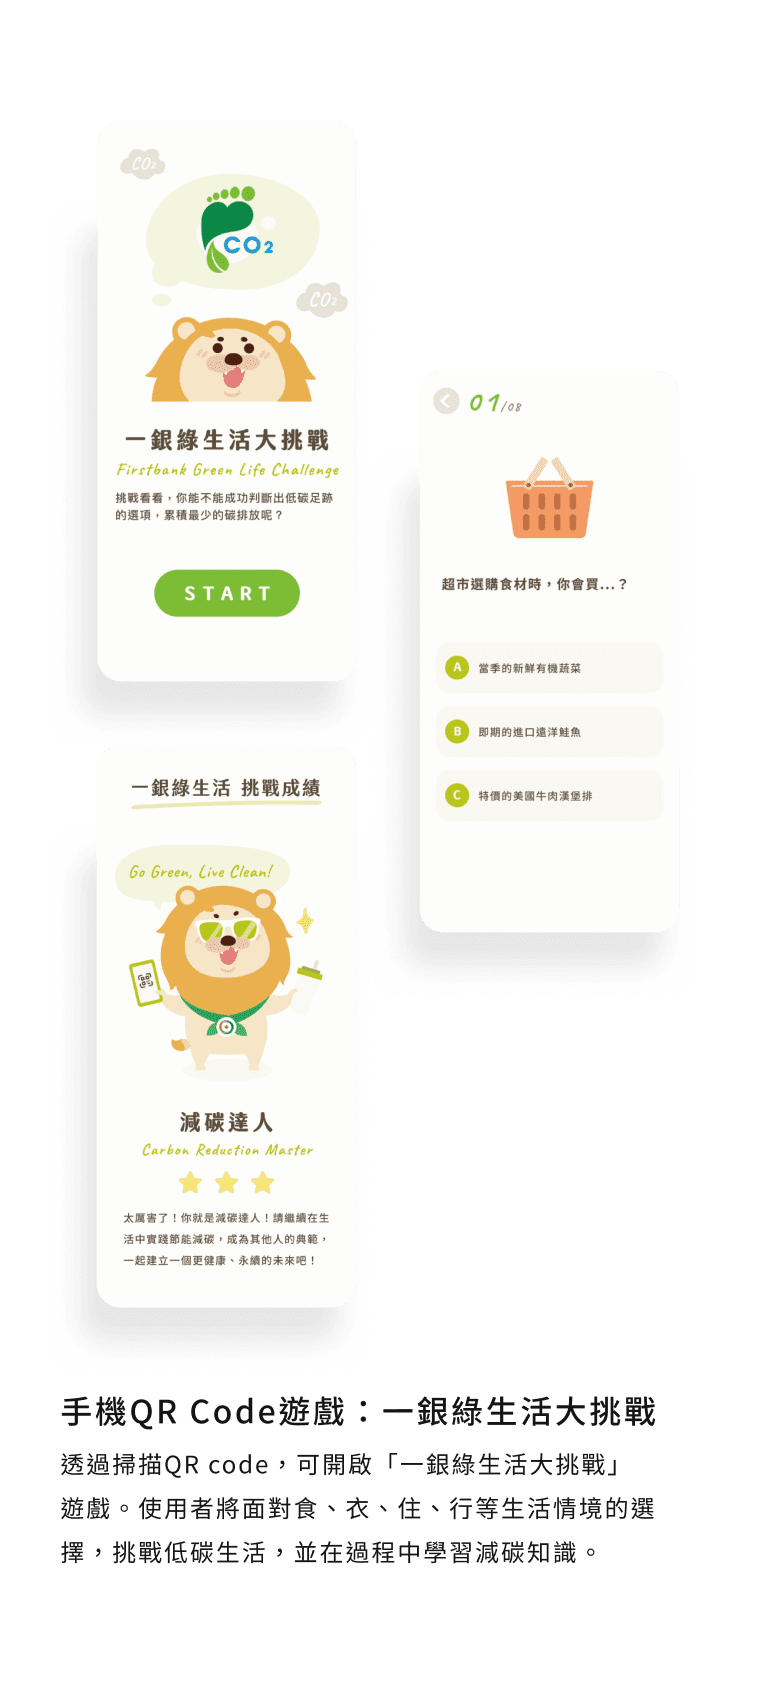 CO2
CO2
CO2
一銀綠生活大挑戰
Firstbank Green Life Challenge
挑戰看看，你能不能成功判斷出低碳足跡
的選項，累積最少的碳排放呢？
START
01/08
超市選購食材時，你會買...？
A 當季的新鮮有機蔬菜
B 即期的進口遠洋鮭魚
C 特價的美國牛肉漢堡排
一銀綠生活 挑戰成績
Go Green, Live Clean!
減碳達人
Carbon Reduction Master
太厲害了！你就是減碳達人！請繼續在生
活中實踐節能減碳，成為其他人的典範，
一起建立一個更健康、永續的未來吧！
手機QR Code遊戲：一銀綠生活大挑戰
透過掃描QR code，可開啟「一銀綠生活大挑戰」
遊戲。使用者將面對食、衣、住、行等生活情境的選
擇，挑戰低碳生活，並在過程中學習減碳知識。